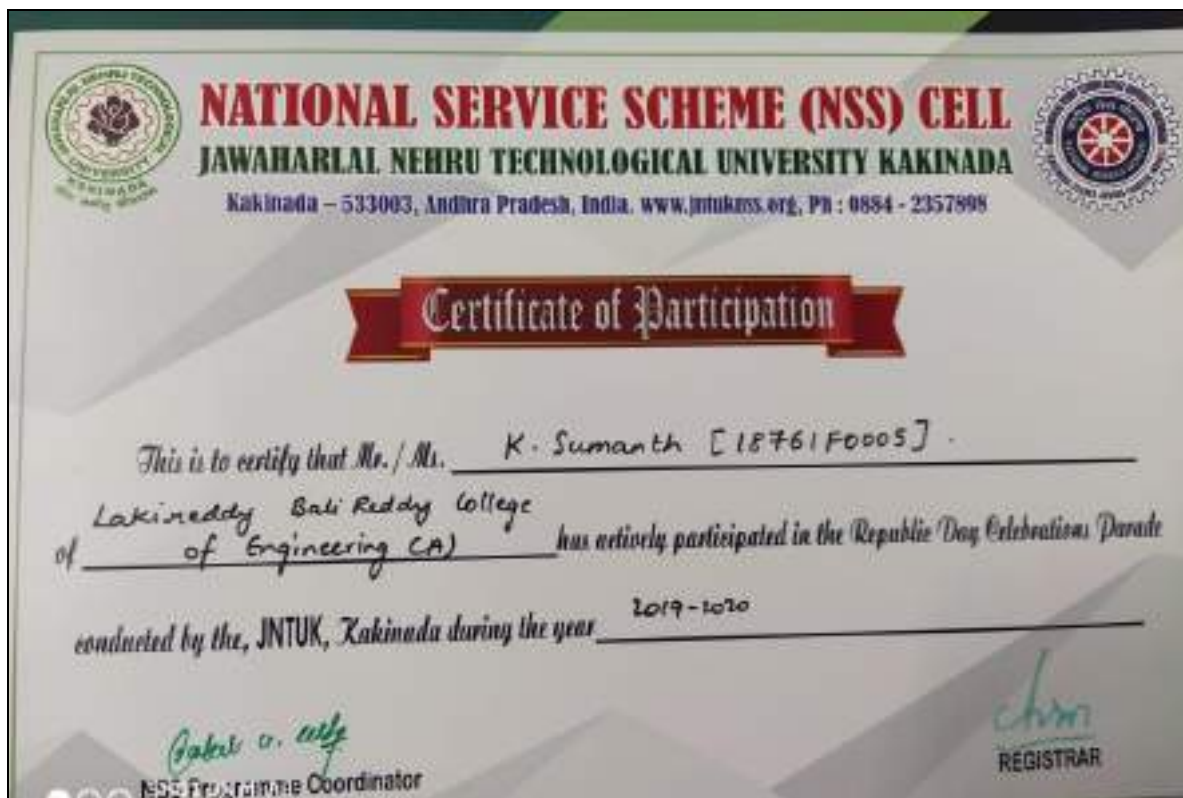 NATIONAL SERVICE SCHEME (NSS) CELL
JAWAHARLAL NEHRU TECHNOLOGICAL UNIVERSITY KAKINADA
Kakinada – 533003, Andhra Pradesh, India. www.jntuknss.org, Ph : 0884 - 2357898
Certificate of Participation
This is to certify that Mr. / Ms. K. Sumanth [18761F0005].
Lakireddy Bali Reddy College
of of Engineering (A) has actively participated in the Republic Day Celebrations Parade
conducted by the, JNTUK, Kakinada during the year 2019-2020
REGISTRAR
NSS Programme Coordinator